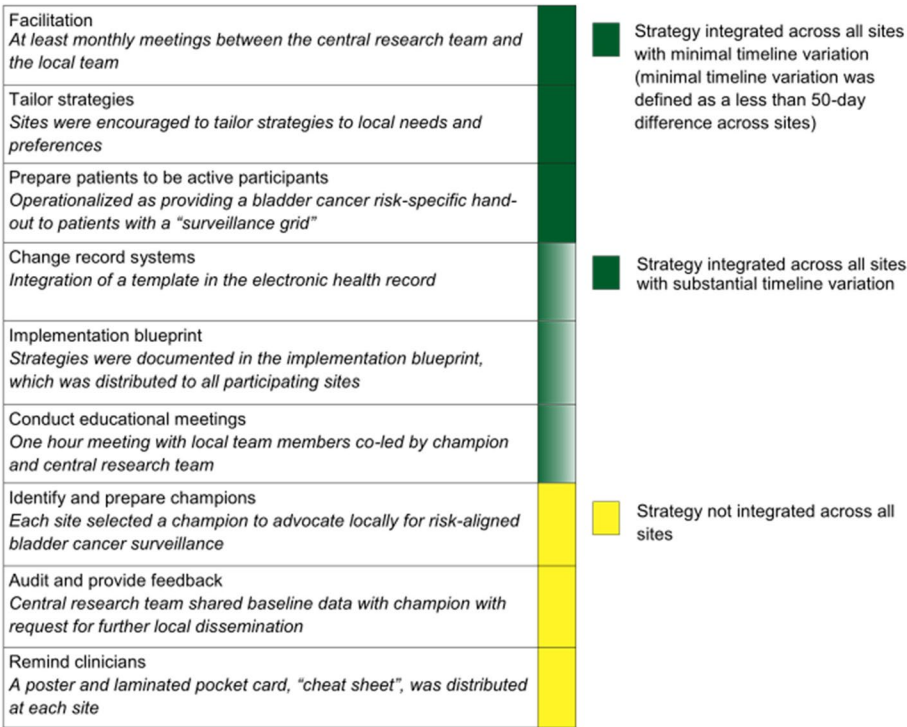 Facilitation
At least monthly meetings between the central research team and
the local team
Tailor strategies
Sites were encouraged to tailor strategies to local needs and
preferences
Prepare patients to be active participants
Operationalized as providing a bladder cancer risk-specific hand-
out to patients with a “surveillance grid”
Change record systems
Integration of a template in the electronic health record
Implementation blueprint
Strategies were documented in the implementation blueprint,
which was distributed to all participating sites
Conduct educational meetings
One hour meeting with local team members co-led by champion
and central research team
Identify and prepare champions
Each site selected a champion to advocate locally for risk-aligned
bladder cancer surveillance
Audit and provide feedback
Central research team shared baseline data with champion with
request for further local dissemination
Remind clinicians
A poster and laminated pocket card, “cheat sheet”, was distributed
at each site
Strategy integrated across all sites
with minimal timeline variation
(minimal timeline variation was
defined as a less than 50-day
difference across sites)
Strategy integrated across all sites
with substantial timeline variation
Strategy not integrated across all
sites